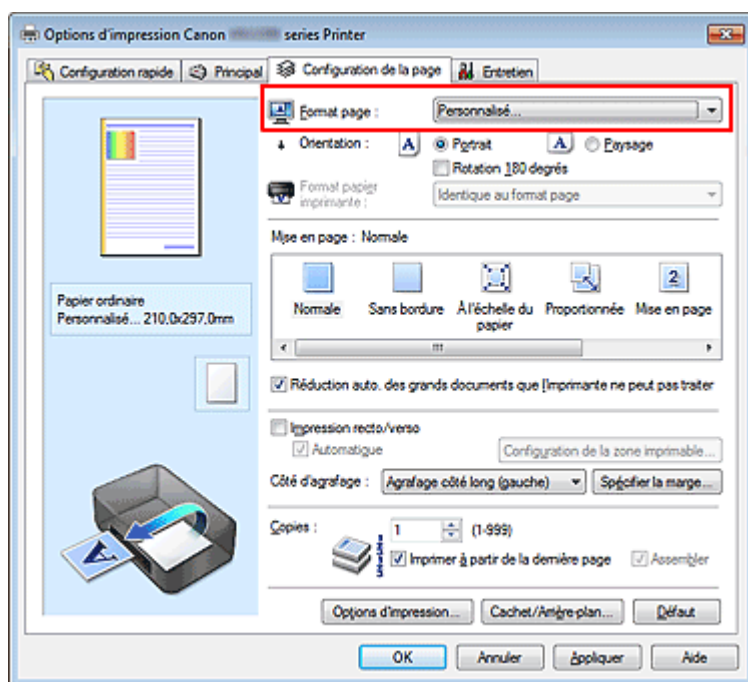 Options d'impression Canon series Printer
Configuration rapide Principal Configuration de la page Entretien
Format page : Personnalisé...
Orientation : A Portrait A Paysage
Rotation 180 degrés
Format papier
imprimante : Identique au format page
Mise en page : Normale
2
Normale Sans bordure À l'échelle du Proportionnée Mise en page
papier
Papier ordinaire
Personnalisé... 210,0x297,0mm
Réduction auto. des grands documents que l'imprimante ne peut pas traiter
Impression recto/verso
Automatique Configuration de la zone imprimable...
Côté d'agrafage : Agrafage côté long (gauche) Spécifier la marge...
Copies : 1 (1-999)
Imprimer à partir de la dernière page Assembler
A
Options d'impression... Cachet/Arrière-plan... Défaut
OK Annuler Appliquer Aide